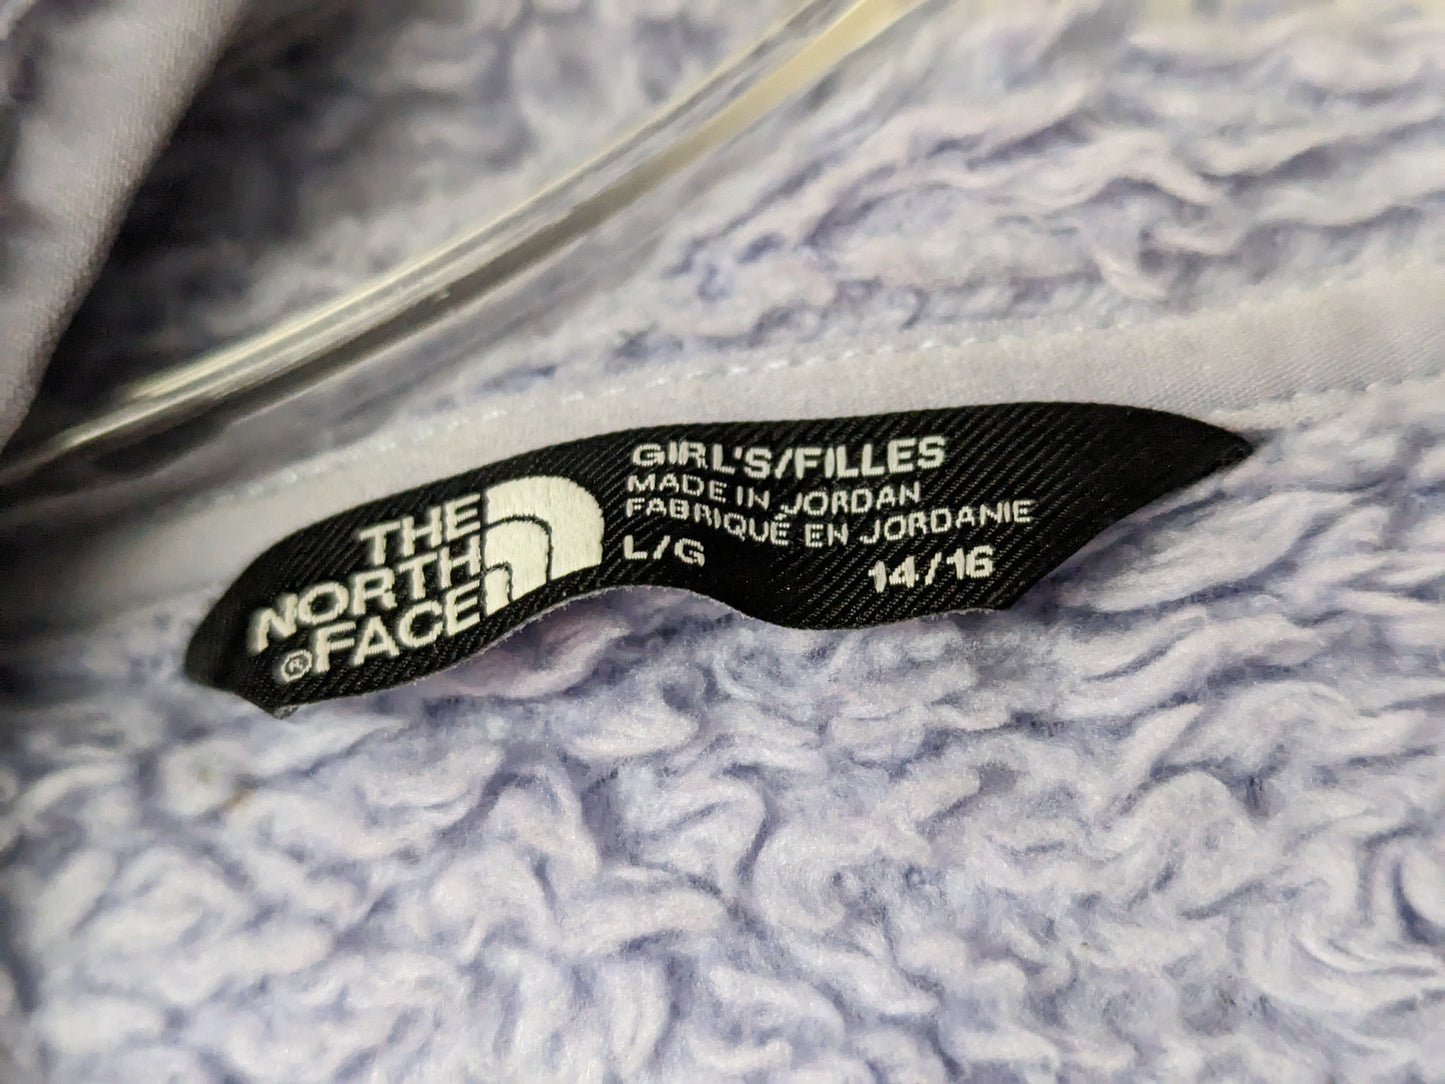 THE
NORTH
®FACE
GIRL'S/FILLES
MADE IN JORDAN
FABRIQUÉ EN JORDANIE
L/G 14/16